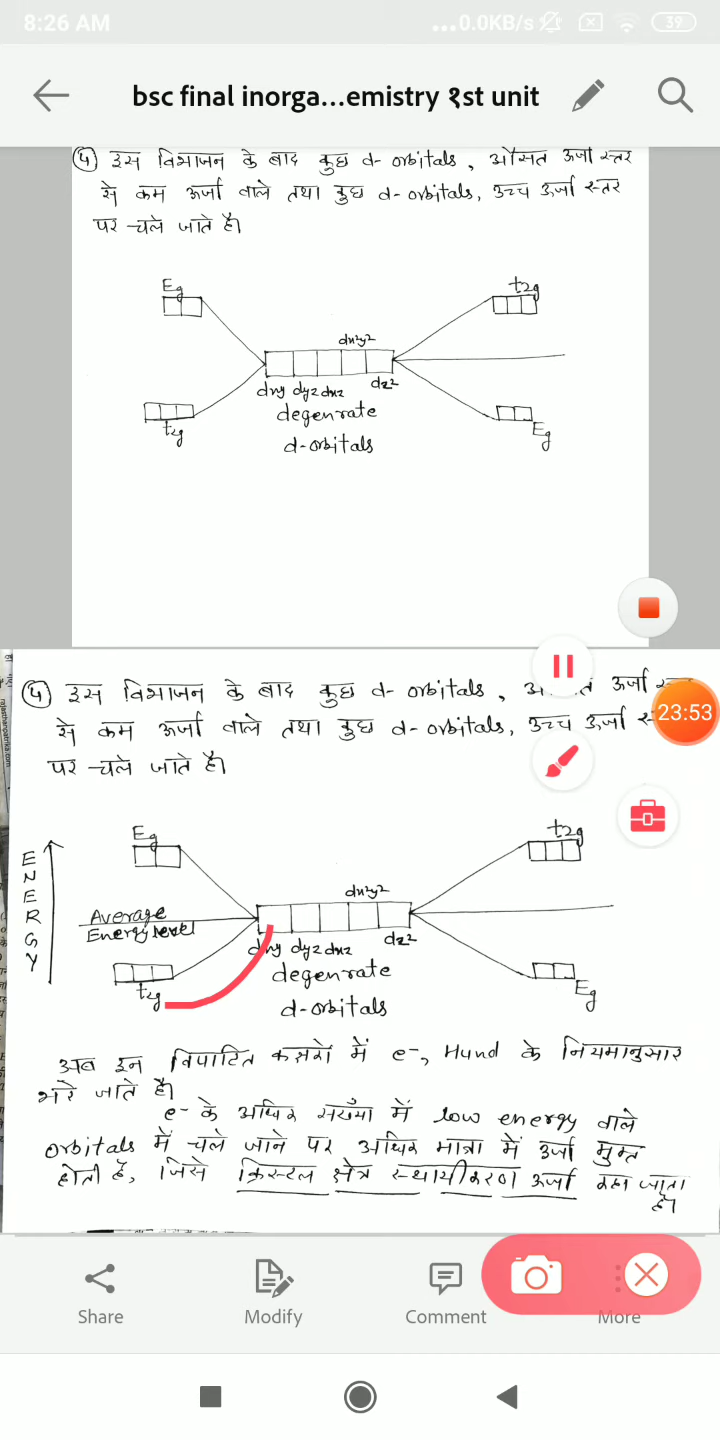 8:26 AM
...0.0KB/s 39
bsc final inorga...emistry १st unit
(५) इस विभाजन के बाद कुछ d- orbitals, औसत ऊर्जा स्तर
से कम ऊर्जा वाले तथा कुछ d- orbitals, उच्च ऊर्जा स्तर
पर चले जाते है।
Eg
t2g
dx²y²
dxy dyz dxz dz²
degenrate
d-orbitals
t2g
Eg
(५) इस विभाजन के बाद कुछ d- orbitals, ऊर्जा
23:53
से कम ऊर्जा वाले तथा कुछ d- orbitals, उच्च ऊर्जा
पर चले जाते है।
ENERGY
Eg
t2g
dx²y²
Average
Energy level
dxy dyz dxz dz²
degenrate
d-orbitals
t2g
Eg
अब इन विपाटित कक्षकों में e-, Hund के नियमानुसार
भरे जाते है।
e- के अधिक संख्या में low energy वाले
orbitals में चले जाने पर अधिक मात्रा में ऊर्जा मुक्त
होती है, जिसे क्रिस्टल क्षेत्र स्थायीकरण ऊर्जा कहा जाता
है।
Share Modify Comment More